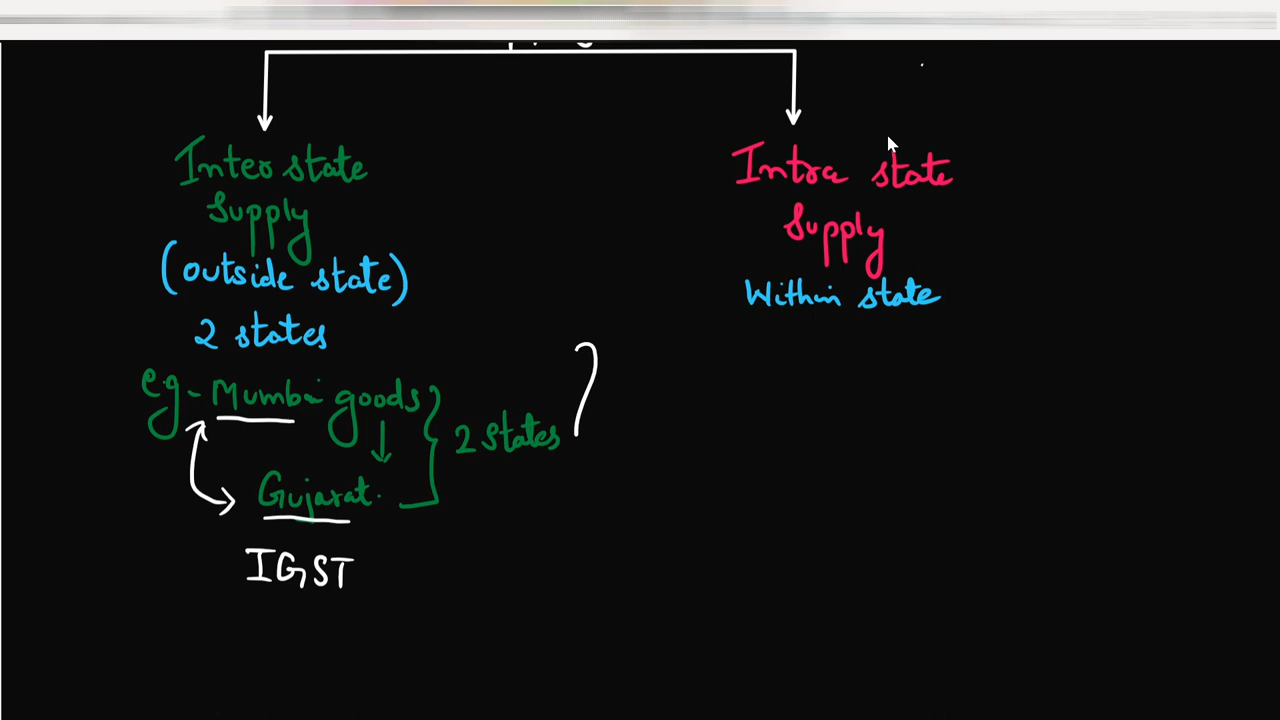 Inter state
Supply
(outside state)
2 states
eg - Mumbai goods
Gujarat.
2 states
IGST
Intra state
Supply
Within state